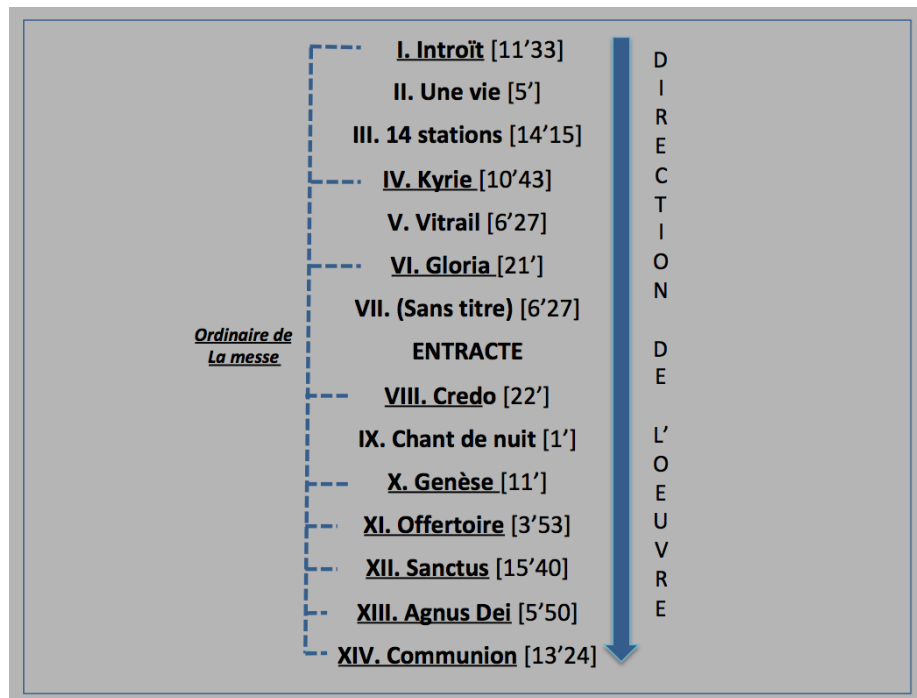 I. Introït [11’33]
II. Une vie [5’]
III. 14 stations [14’15]
IV. Kyrie [10’43]
V. Vitrail [6’27]
VI. Gloria [21’]
VII. (Sans titre) [6’27]
Ordinaire de
La messe
ENTRACTE
VIII. Credo [22’]
IX. Chant de nuit [1’]
X. Genèse [11’]
XI. Offertoire [3’53]
XII. Sanctus [15’40]
XIII. Agnus Dei [5’50]
XIV. Communion [13’24]
DIRECTION DE L’OEUVRE